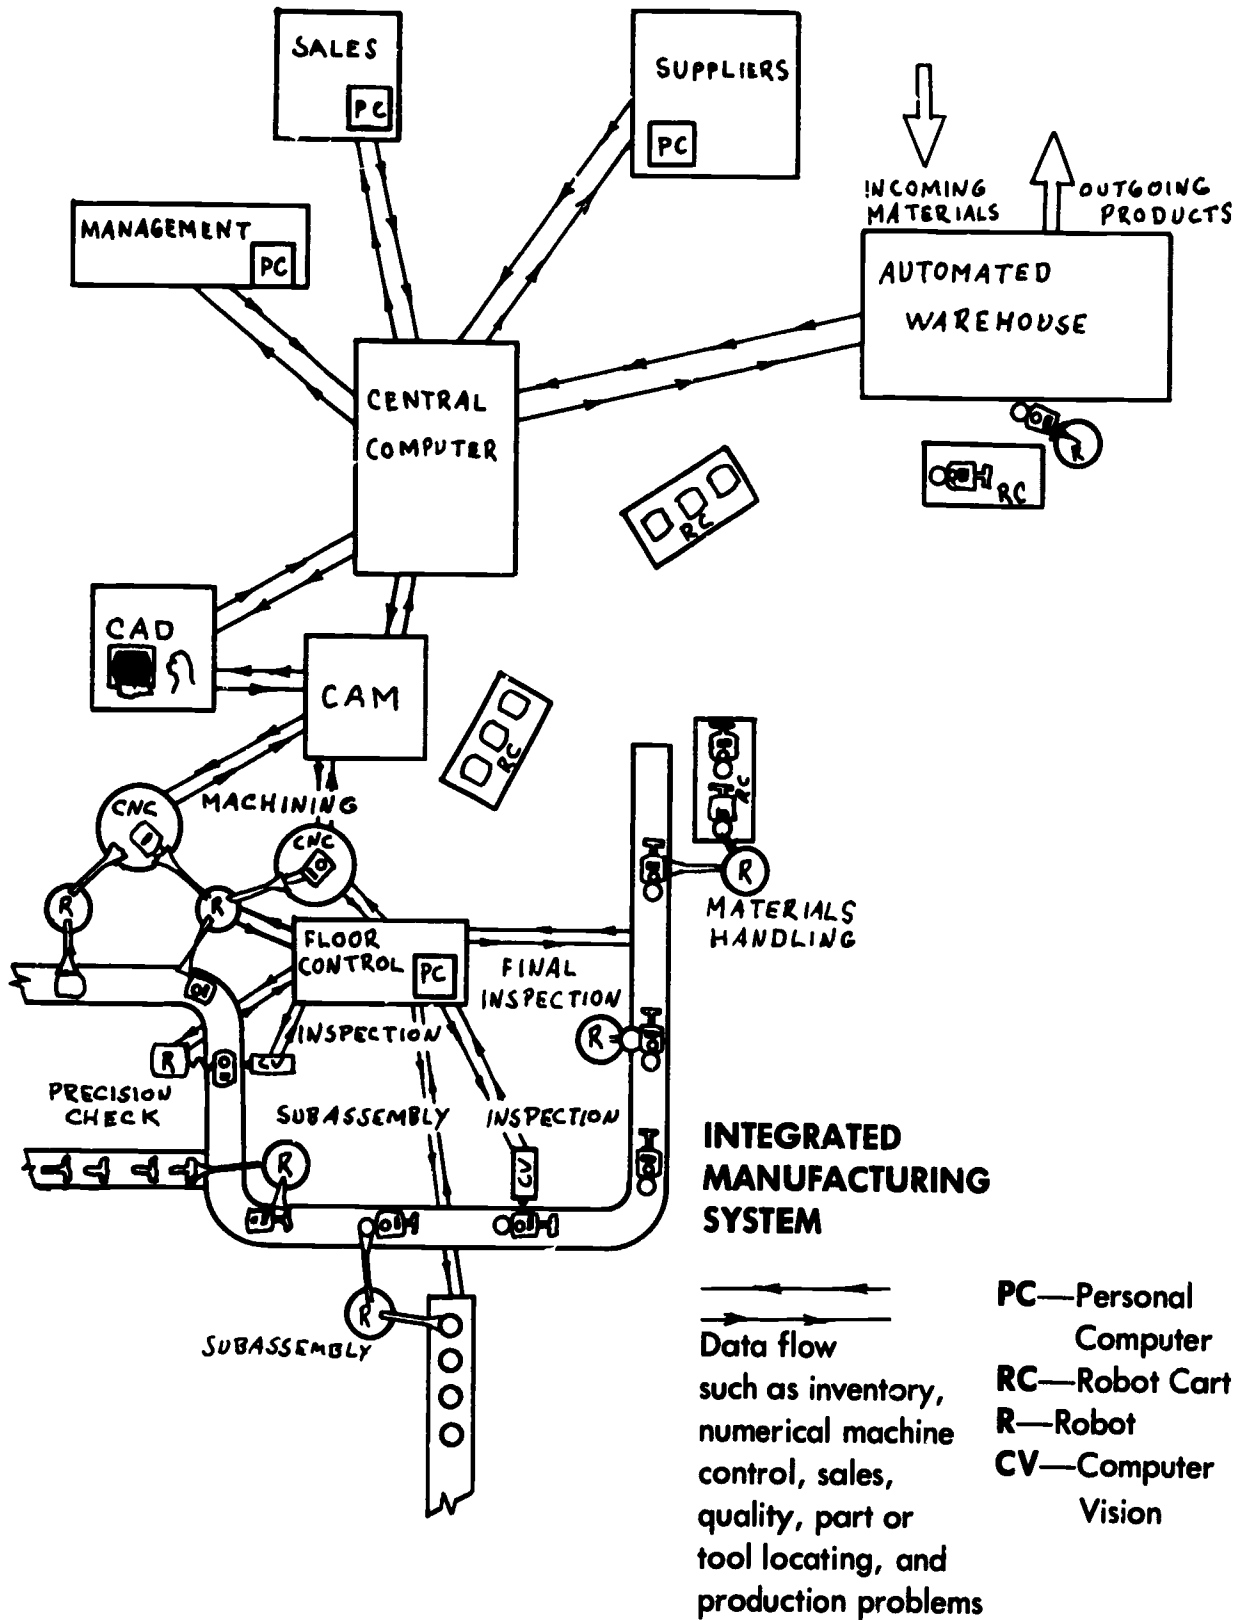 SALES
PC
SUPPLIERS
PC
INCOMING
MATERIALS
OUTGOING
PRODUCTS
MANAGEMENT
PC
AUTOMATED
WAREHOUSE
CENTRAL
COMPUTER
R
RC
RC
CAD
CAM
RC
RC
MACHINING
CNC
CNC
R
R
R
MATERIALS
HANDLING
FLOOR
CONTROL
PC
FINAL
INSPECTION
INSPECTION
R
CV
R
PRECISION
CHECK
SUBASSEMBLY
INSPECTION
R
CV
R
SUBASSEMBLY
INTEGRATED
MANUFACTURING
SYSTEM
Data flow
such as inventory,
numerical machine
control, sales,
quality, part or
tool locating, and
production problems
PC—Personal
Computer
RC—Robot Cart
R—Robot
CV—Computer
Vision